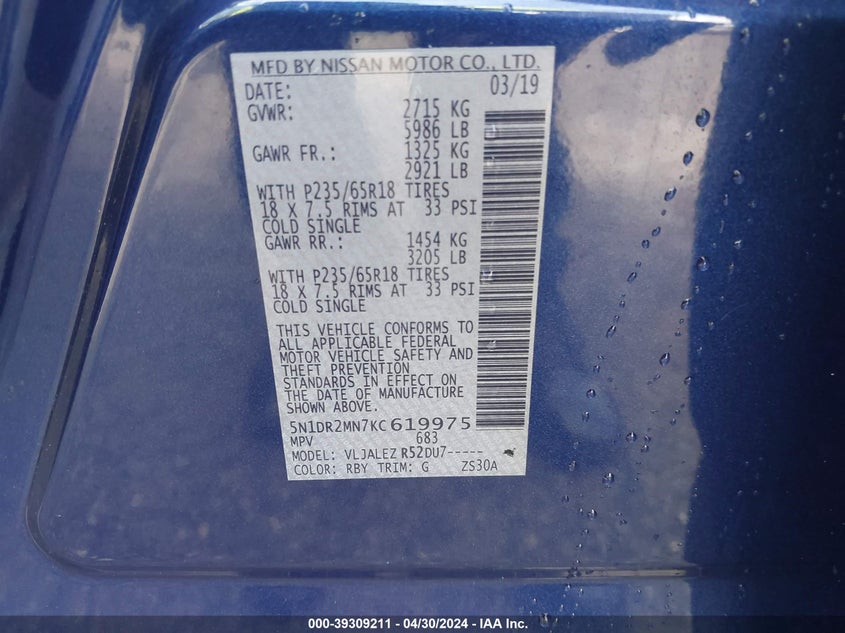 MFD BY NISSAN MOTOR CO., LTD.
DATE: 03/19
GVWR: 2715 KG
5986 LB
GAWR FR.: 1325 KG
2921 LB
WITH P235/65R18 TIRES
18 X 7.5 RIMS AT 33 PSI
COLD SINGLE
GAWR RR.: 1454 KG
3205 LB
WITH P235/65R18 TIRES
18 X 7.5 RIMS AT 33 PSI
COLD SINGLE
THIS VEHICLE CONFORMS TO
ALL APPLICABLE FEDERAL
MOTOR VEHICLE SAFETY AND
THEFT PREVENTION
STANDARDS IN EFFECT ON
THE DATE OF MANUFACTURE
SHOWN ABOVE.
5N1DR2MN7KC619975
MPV 683
MODEL: VLJALEZ R52DU7-----
COLOR: RBY TRIM: G ZS30A
000-39309211 - 04/30/2024 - IAA Inc.